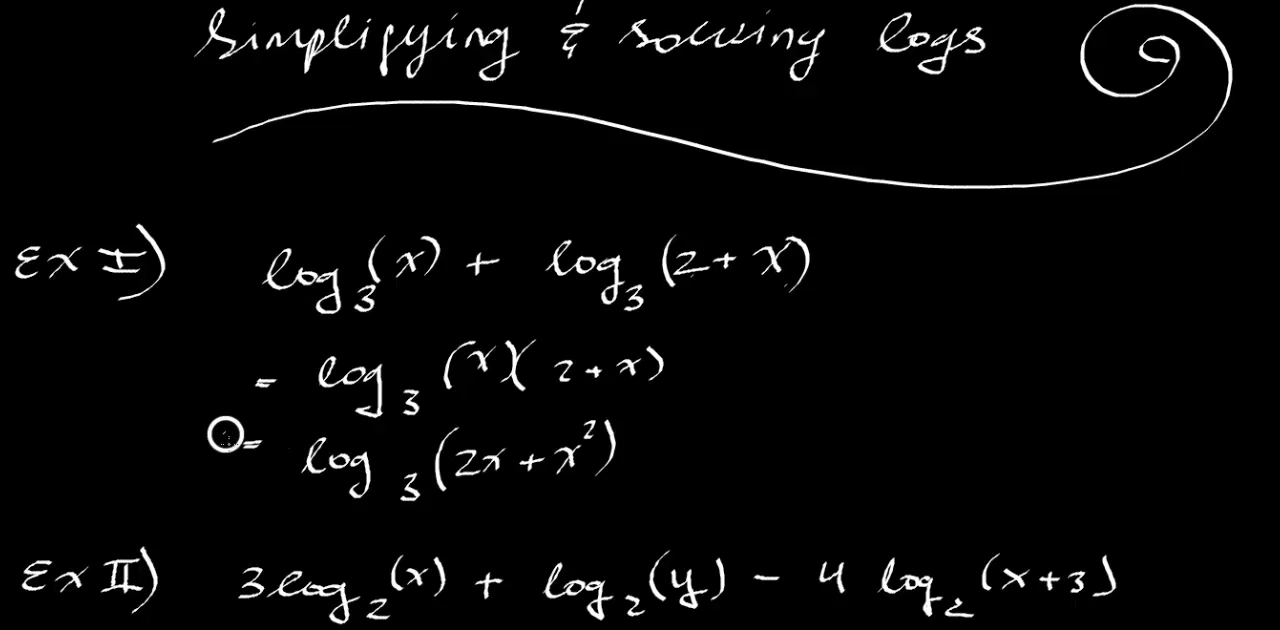 Simplifying & solving logs
Ex I) log₃(x) + log₃(2+x)
= log₃(x)(2+x)
= log₃(2x+x²)
Ex II) 3log₂(x) + log₂(y) - 4 log₂(x+3)